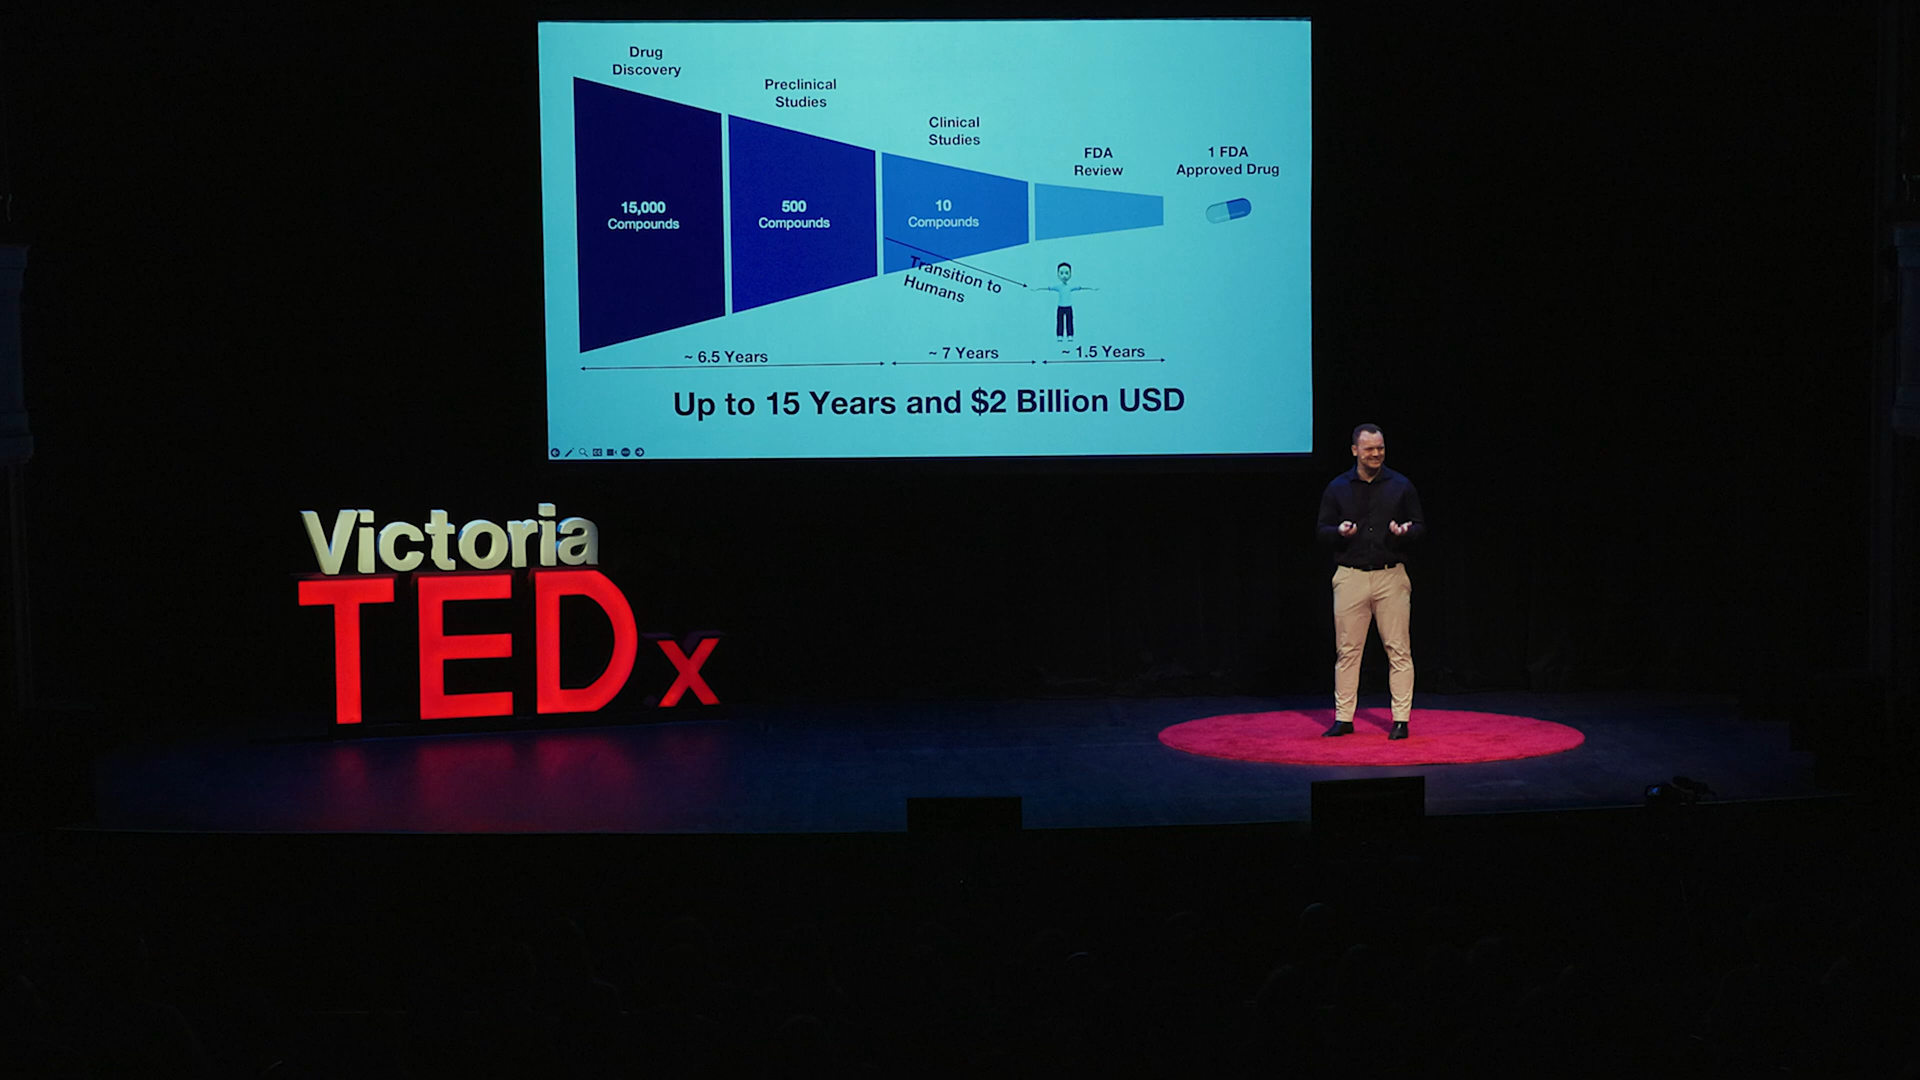 Drug
Discovery
Preclinical
Studies
Clinical
Studies
FDA
Review
1 FDA
Approved Drug
15,000
Compounds
500
Compounds
10
Compounds
Transition to
Humans
~ 6.5 Years
~ 7 Years
~ 1.5 Years
Up to 15 Years and $2 Billion USD
Victoria
TEDx